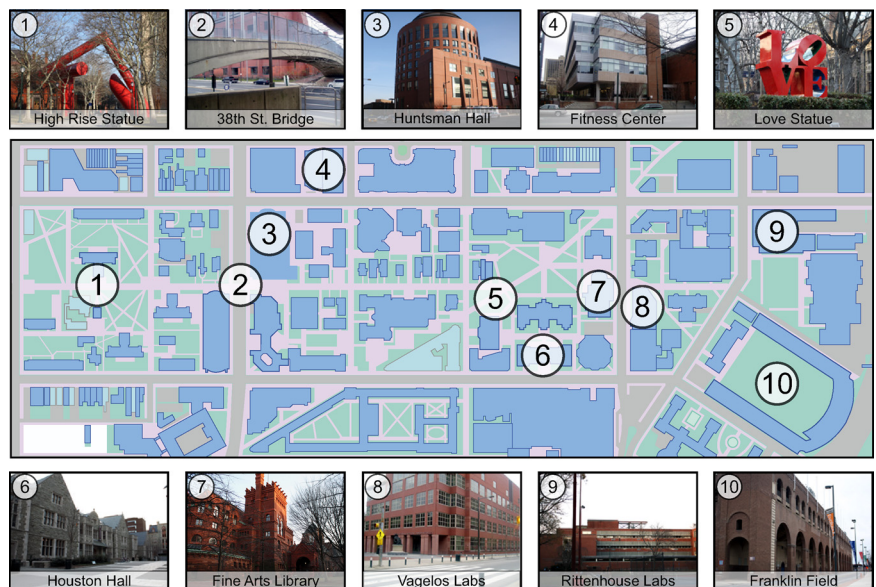 1
High Rise Statue
2
38th St. Bridge
3
Huntsman Hall
4
Fitness Center
5
LOVE
Love Statue
4
3
9
1
2
5
7
8
6
10
6
Houston Hall
7
Fine Arts Library
8
Vagelos Labs
9
Rittenhouse Labs
10
Franklin Field